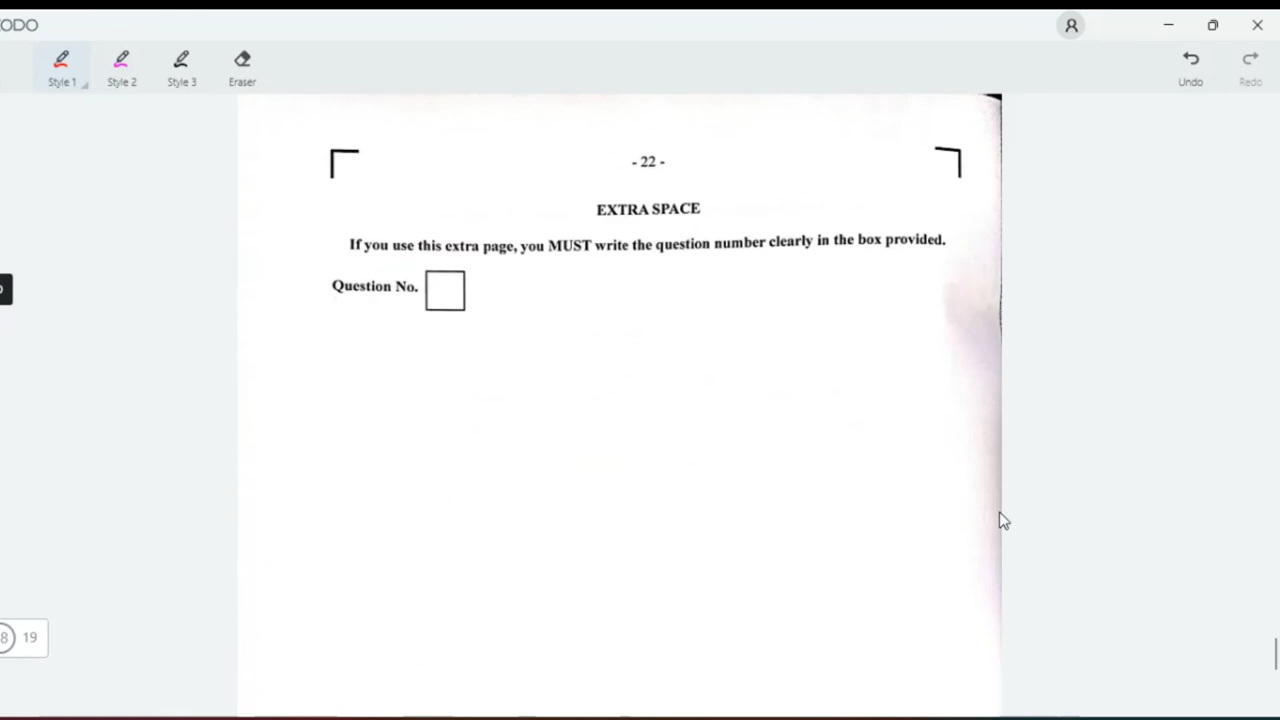 ODO
Style 1
Style 2
Style 3
Eraser
Undo
Redo
- 22 -
EXTRA SPACE
If you use this extra page, you MUST write the question number clearly in the box provided.
Question No.
8
19